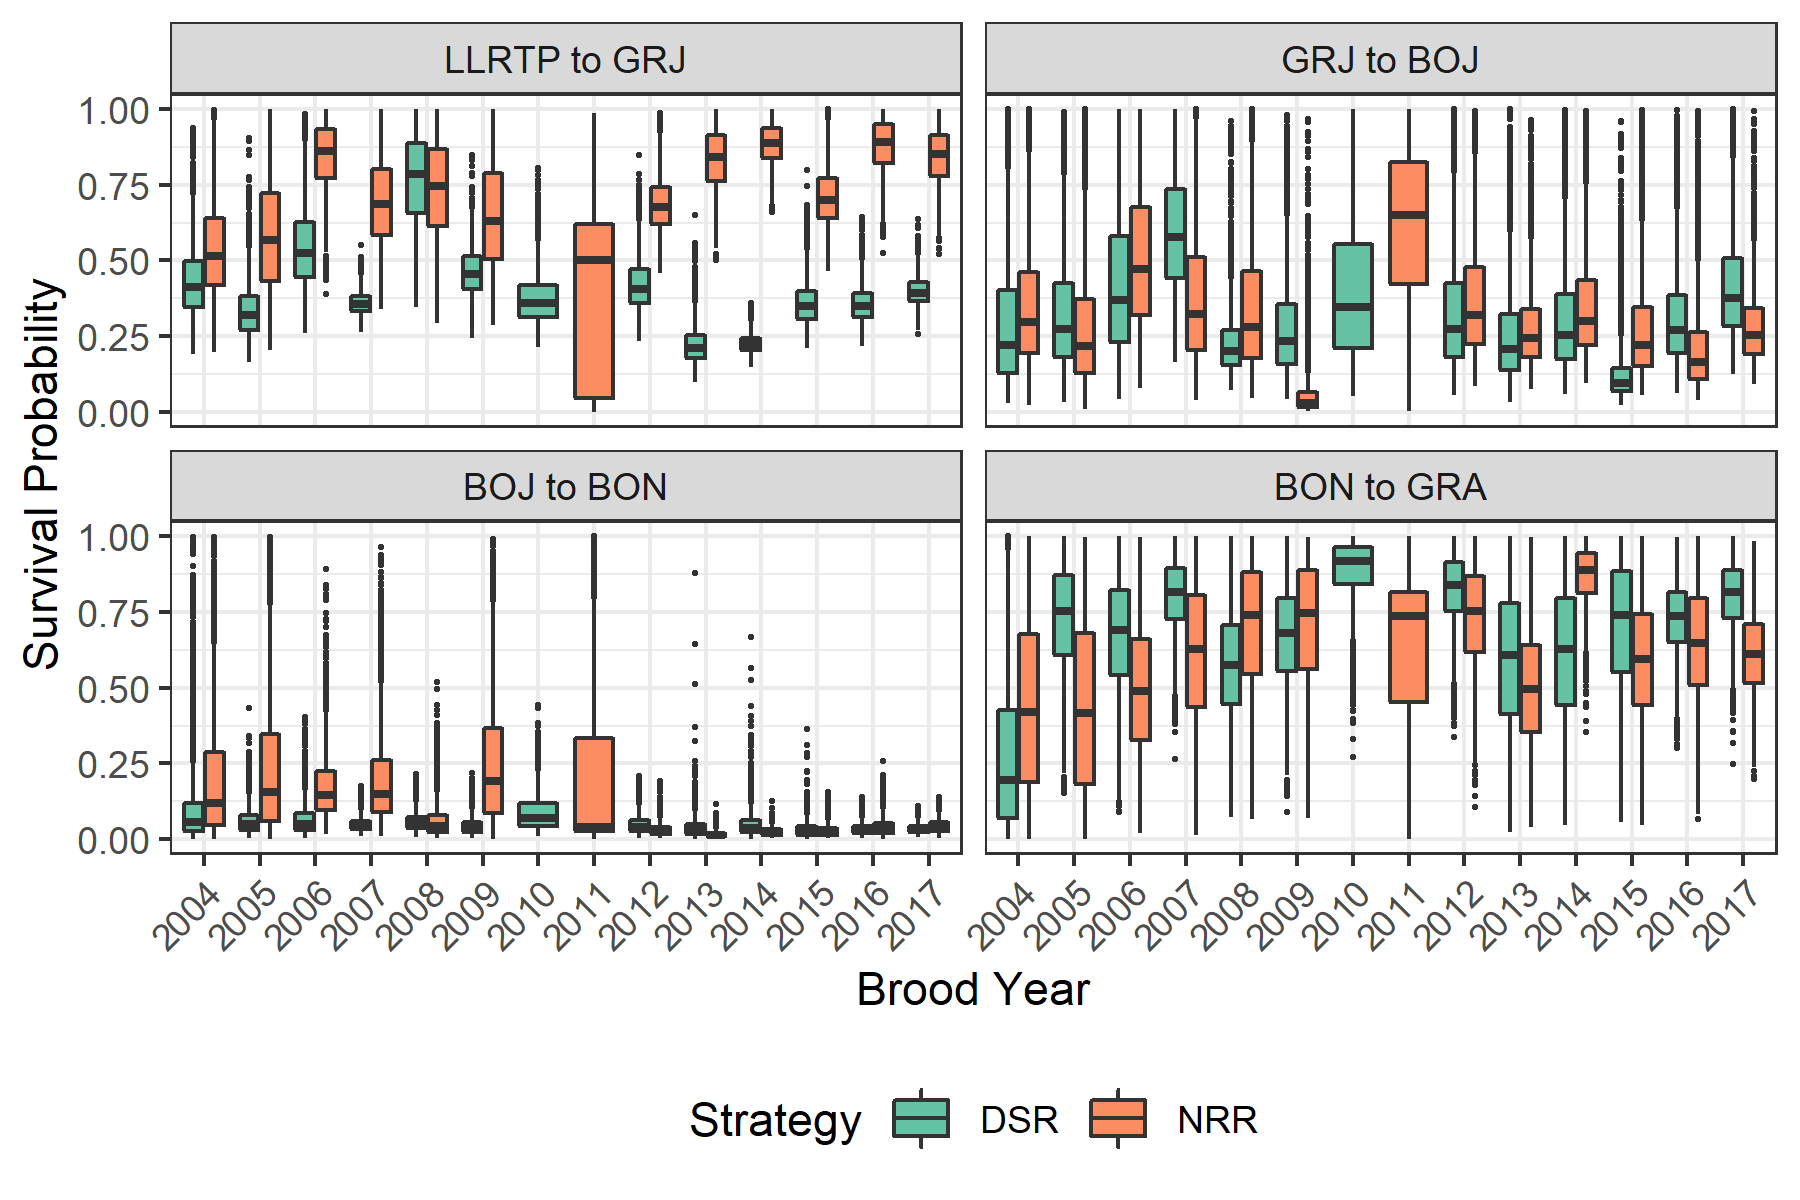 LLRTP to GRJ
GRJ to BOJ
1.00
0.75
0.50
0.25
0.00
BOJ to BON
BON to GRA
1.00
0.75
0.50
0.25
0.00
Survival Probability
2004 2005 2006 2007 2008 2009 2010 2011 2012 2013 2014 2015 2016 2017
2004 2005 2006 2007 2008 2009 2010 2011 2012 2013 2014 2015 2016 2017
Brood Year
Strategy DSR NRR